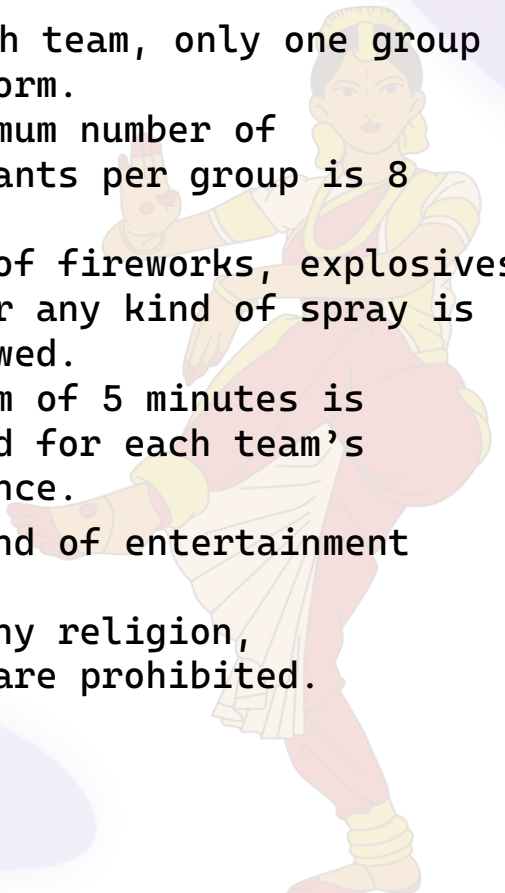 h team, only one group
orm.
mum number of
ants per group is 8
of fireworks, explosives
r any kind of spray is
wed.
m of 5 minutes is
d for each team’s
nce.
nd of entertainment
ny religion,
are prohibited.